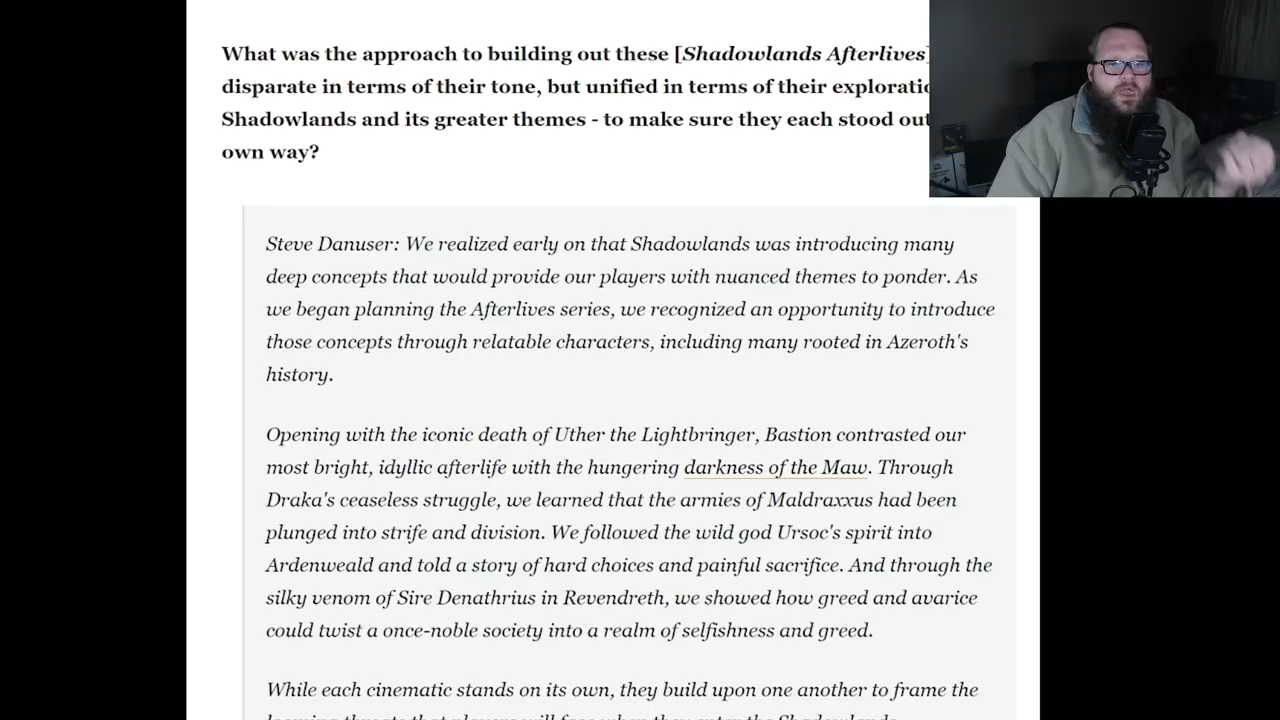 What was the approach to building out these [Shadowlands Afterlives]
disparate in terms of their tone, but unified in terms of their
Shadowlands and its greater themes - to make sure they each stood out
own way?
Steve Danuser: We realized early on that Shadowlands was introducing many
deep concepts that would provide our players with nuanced themes to ponder. As
we began planning the Afterlives series, we recognized an opportunity to introduce
those concepts through relatable characters, including many rooted in Azeroth's
history.
Opening with the iconic death of Uther the Lightbringer, Bastion contrasted our
most bright, idyllic afterlife with the hungering darkness of the Maw. Through
Draka's ceaseless struggle, we learned that the armies of Maldraxxus had been
plunged into strife and division. We followed the wild god Ursoc's spirit into
Ardenweald and told a story of hard choices and painful sacrifice. And through the
silky venom of Sire Denathrius in Revendreth, we showed how greed and avarice
could twist a once-noble society into a realm of selfishness and greed.
While each cinematic stands on its own, they build upon one another to frame the